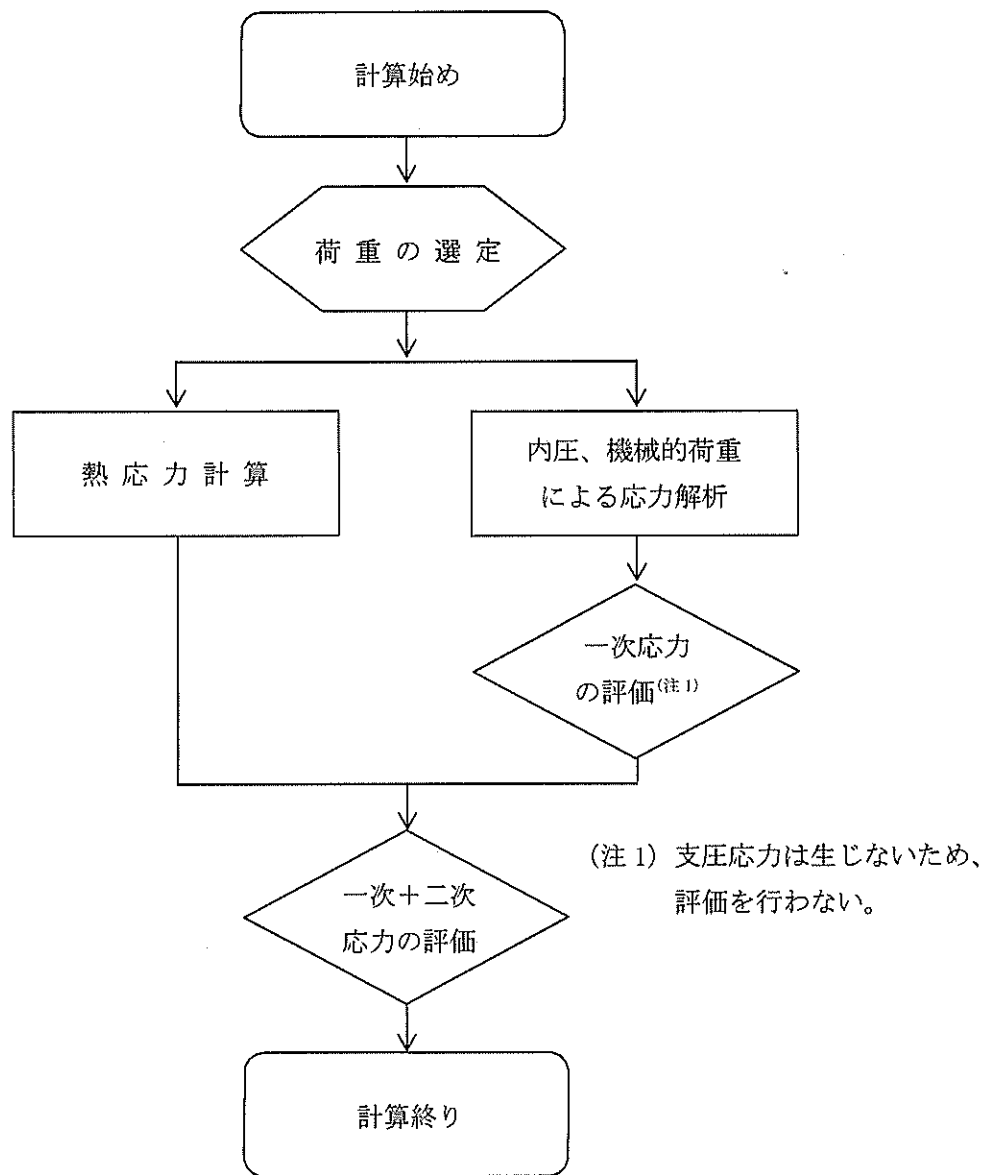 計算始め
荷重の選定
熱応力計算
内圧、機械的荷重
による応力解析
一次応力
の評価(注1)
一次＋二次
応力の評価
(注1) 支圧応力は生じないため、
評価を行わない。
計算終り